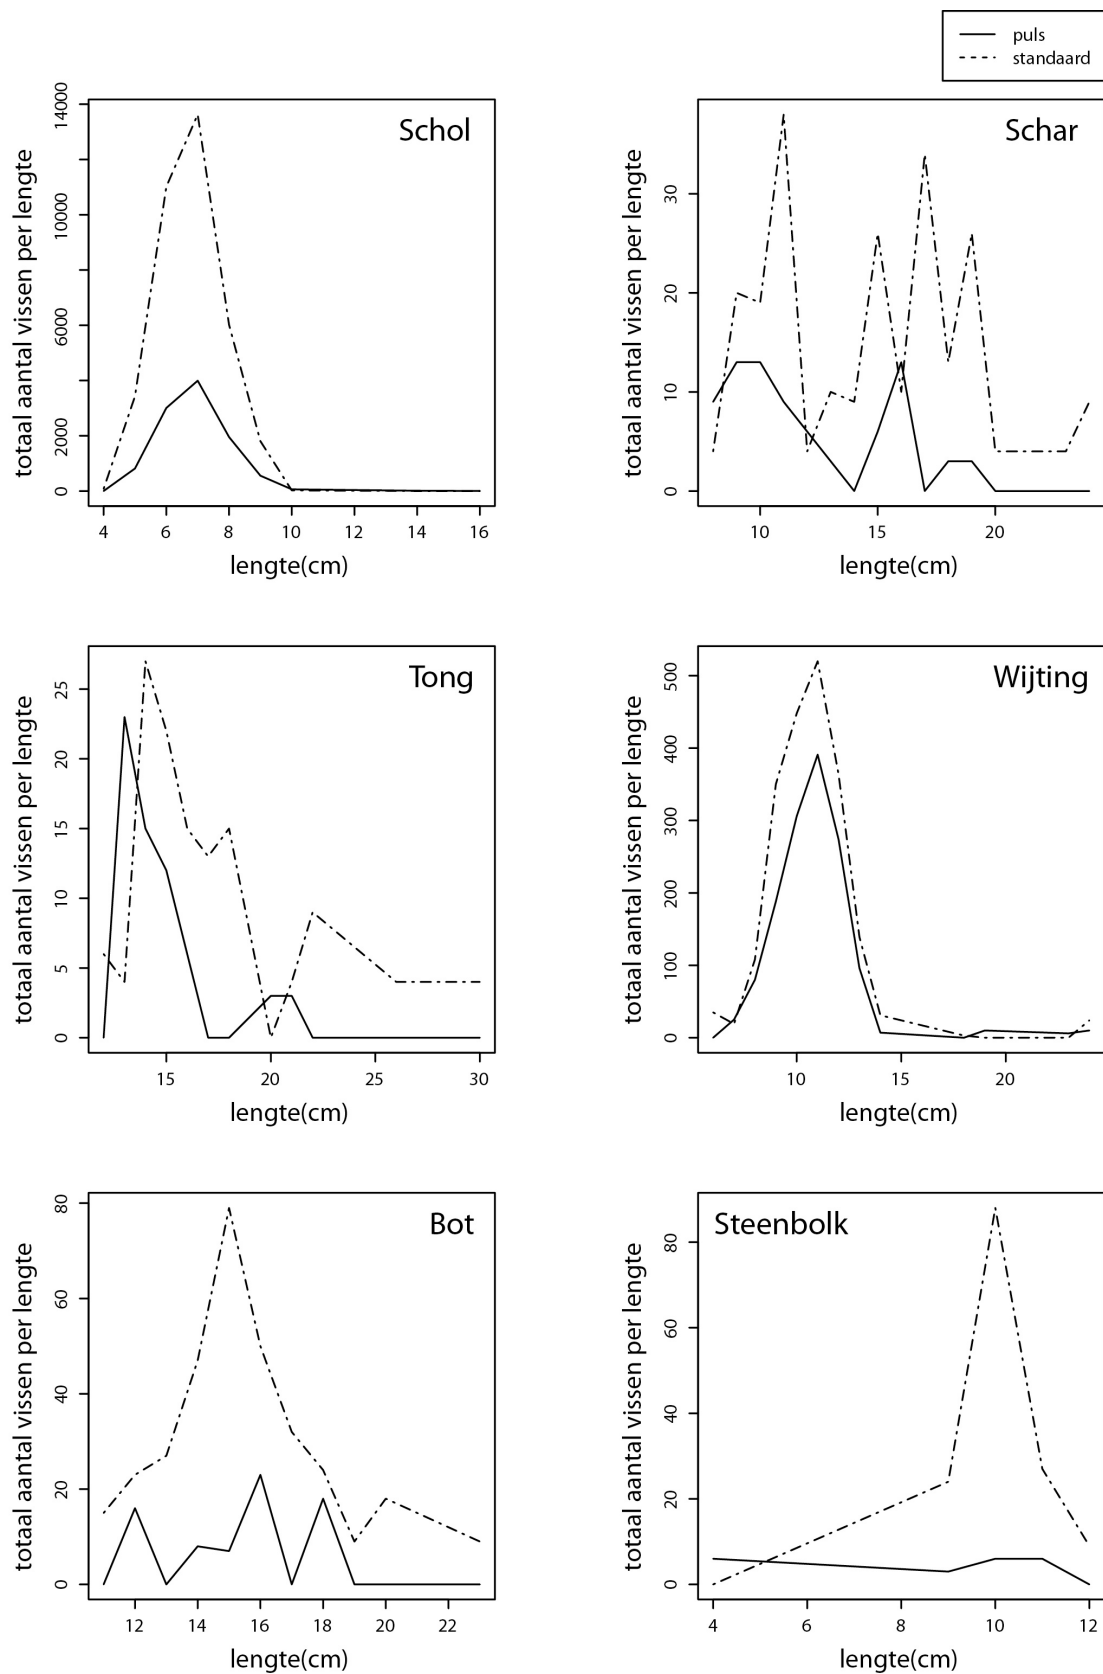 puls
standaard
Schol
totaal aantal vissen per lengte
14000
10000
6000
2000
0
4 6 8 10 12 14 16
lengte(cm)
Schar
totaal aantal vissen per lengte
30
20
10
0
10 15 20
lengte(cm)
Tong
totaal aantal vissen per lengte
25
20
15
10
5
0
15 20 25 30
lengte(cm)
Wijting
totaal aantal vissen per lengte
500
400
300
200
100
0
10 15 20
lengte(cm)
Bot
totaal aantal vissen per lengte
80
60
40
20
0
12 14 16 18 20 22
lengte(cm)
Steenbolk
totaal aantal vissen per lengte
80
60
40
20
0
4 6 8 10 12
lengte(cm)